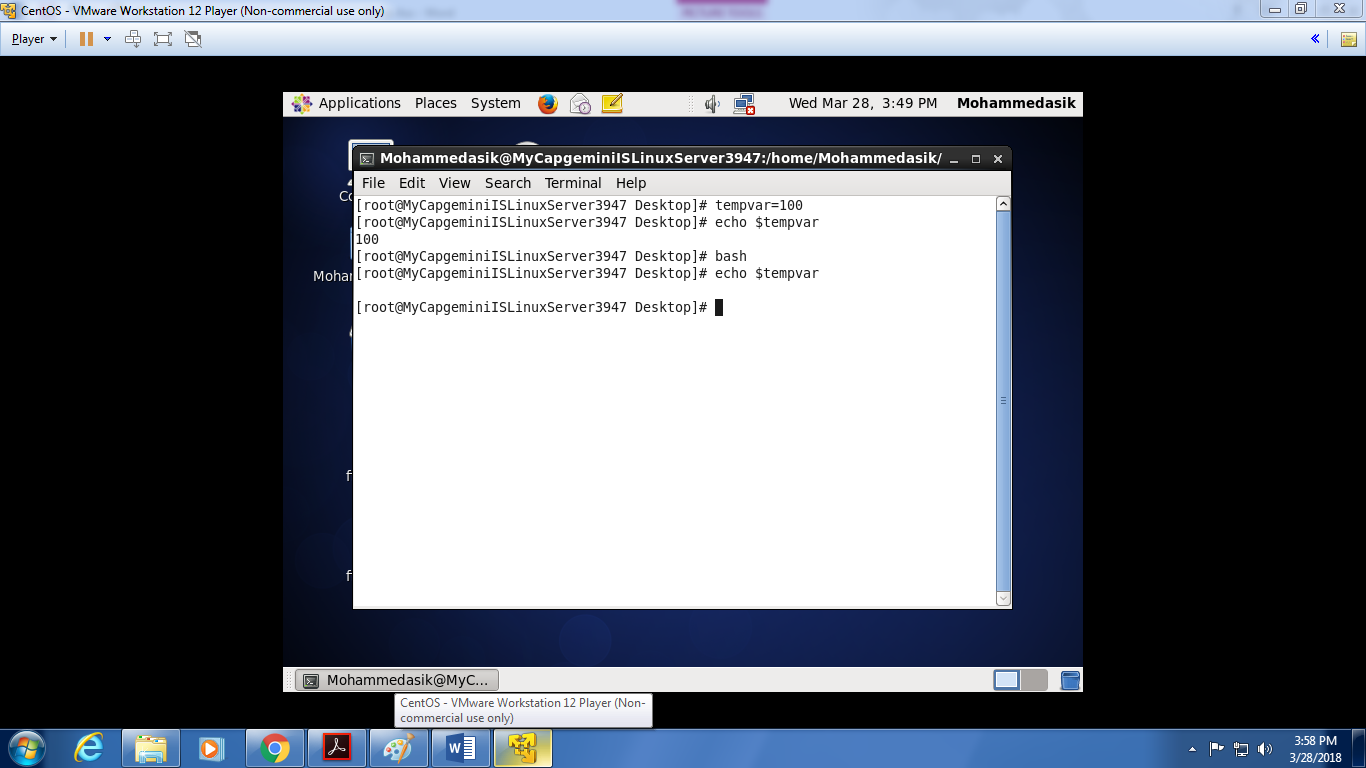 CentOS - VMware Workstation 12 Player (Non-commercial use only)
Player
Applications Places System Wed Mar 28, 3:49 PM Mohammedasik
Mohammedasik@MyCapgeminiISLinuxServer3947:/home/Mohammedasik/
File Edit View Search Terminal Help
[root@MyCapgeminiISLinuxServer3947 Desktop]# tempvar=100
[root@MyCapgeminiISLinuxServer3947 Desktop]# echo $tempvar
100
[root@MyCapgeminiISLinuxServer3947 Desktop]# bash
[root@MyCapgeminiISLinuxServer3947 Desktop]# echo $tempvar
[root@MyCapgeminiISLinuxServer3947 Desktop]#
Co
Moha
f
f
Mohammedasik@MyC...
CentOS - VMware Workstation 12 Player (Non-
commercial use only)
3:58 PM
3/28/2018